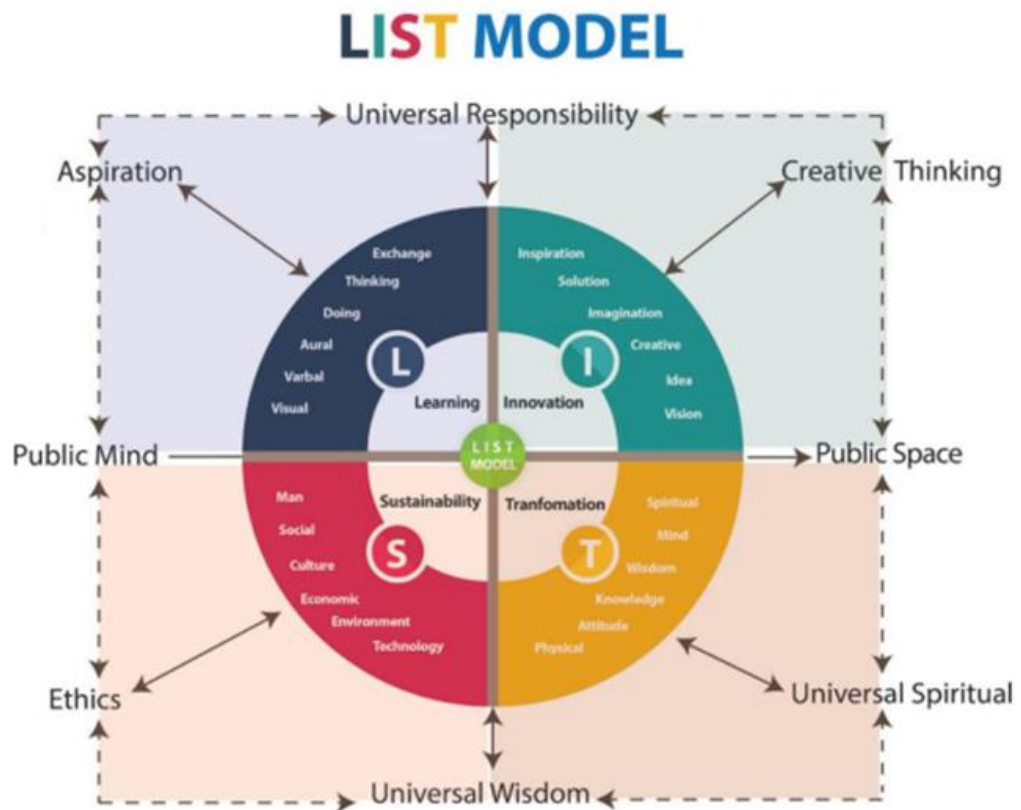 LIST MODEL
Universal Responsibility
Aspiration
Creative Thinking
Exchange
Thinking
Doing
Aural
Varbal
Visual
L
Learning
Inspiration
Solution
Imagination
Creative
Idea
Vision
I
Innovation
Public Mind
LIST
MODEL
Public Space
Sustainability
S
Man
Social
Culture
Economic
Environment
Technology
Tranfomation
T
Spiritual
Mind
Wisdom
Knowledge
Attitude
Physical
Ethics
Universal Spiritual
Universal Wisdom